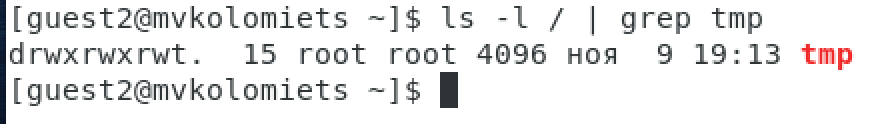 [guest2@mvkolomiets ~]$ ls -l / | grep tmp
drwxrwxrwt.  15 root root 4096 ноя  9 19:13 tmp
[guest2@mvkolomiets ~]$